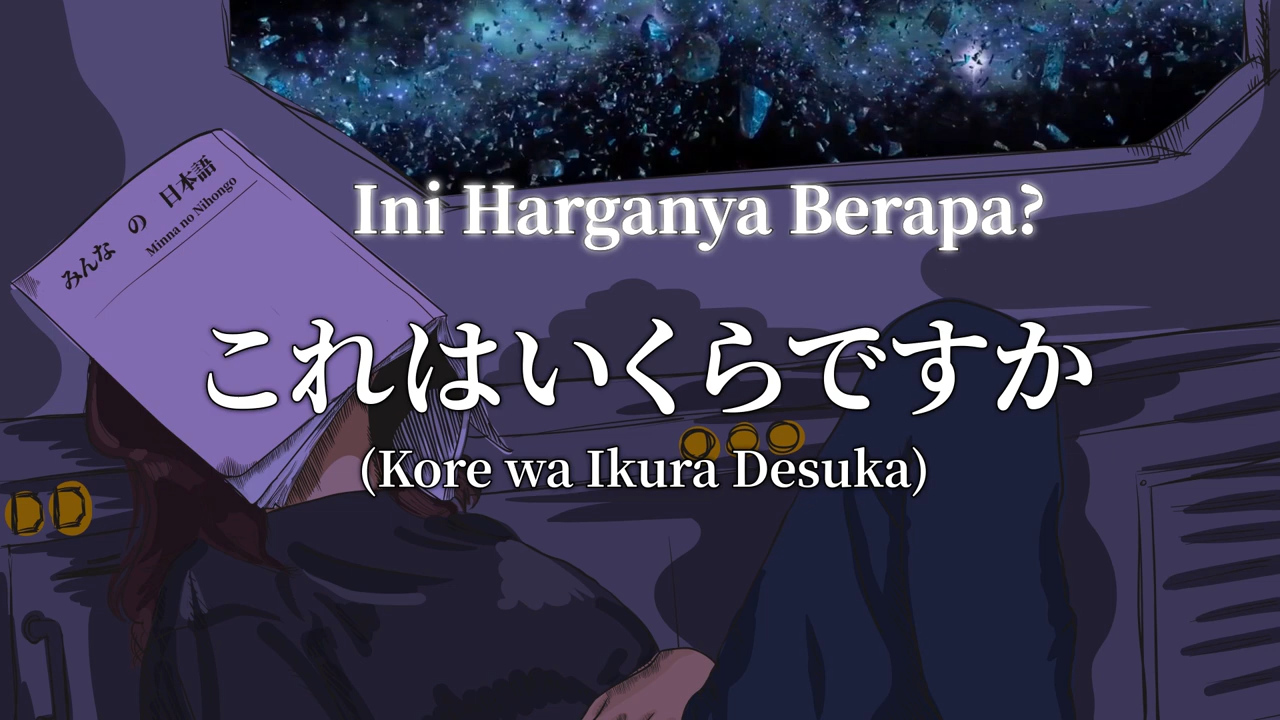 みんな の 日本語
Minna no Nihongo
Ini Harganya Berapa?
これはいくらですか
(Kore wa Ikura Desuka)